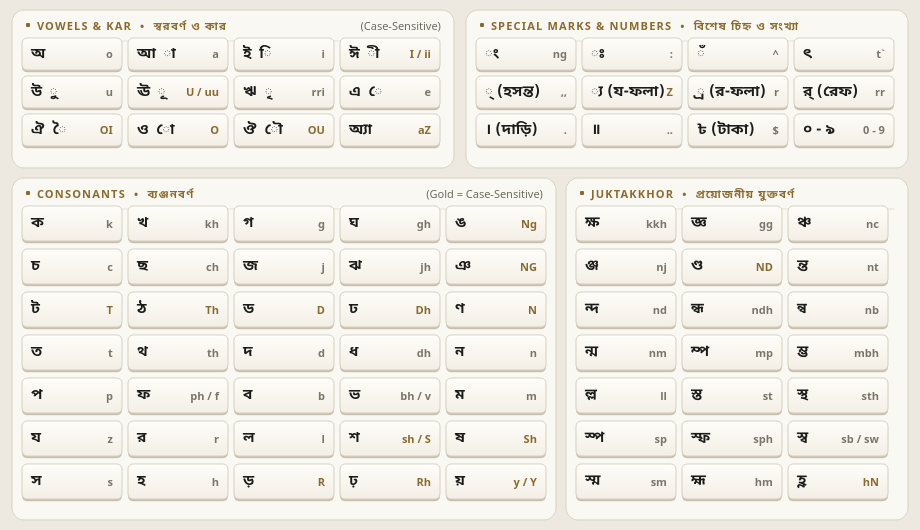 ▪ VOWELS & KAR • স্বরবর্ণ ও কার (Case-Sensitive)
অ o আ া a ই ি i ঈ ী I / ii
উ ু u ঊ ূ U / uu ঋ ৃ rri এ ে e
ঐ ৈ OI ও ো O ঔ ৌ OU অ্যা aZ
▪ SPECIAL MARKS & NUMBERS • বিশেষ চিহ্ন ও সংখ্যা
ং ng ঃ : ঁ ^ ৎ t`
্ (হসন্ত) ,, ্য (য-ফলা) Z ্র (র-ফলা) r র্ (রেফ) rr
। (দাড়ি) . ॥ .. ৳ (টাকা) $ ০ - ৯ 0 - 9
▪ CONSONANTS • ব্যঞ্জনবর্ণ (Gold = Case-Sensitive)
ক k খ kh গ g ঘ gh ঙ Ng
চ c ছ ch জ j ঝ jh ঞ NG
ট T ঠ Th ড D ঢ Dh ণ N
ত t থ th দ d ধ dh ন n
প p ফ ph / f ব b ভ bh / v ম m
য z র r ল l শ sh / S ষ Sh
স s হ h ড় R ঢ় Rh য় y / Y
▪ JUKTAKKHOR • প্রয়োজনীয় যুক্তবর্ণ
ক্ষ kkh জ্ঞ gg ঞ্চ nc
ঞ্জ nj ণ্ড ND ন্ত nt
ন্দ nd ন্ধ ndh ন্ব nb
ন্ম nm ম্প mp ম্ভ mbh
ল্ল ll স্ত st স্থ sth
স্প sp স্ফ sph স্ব sb / sw
স্ম sm হ্ম hm হ্ণ hN